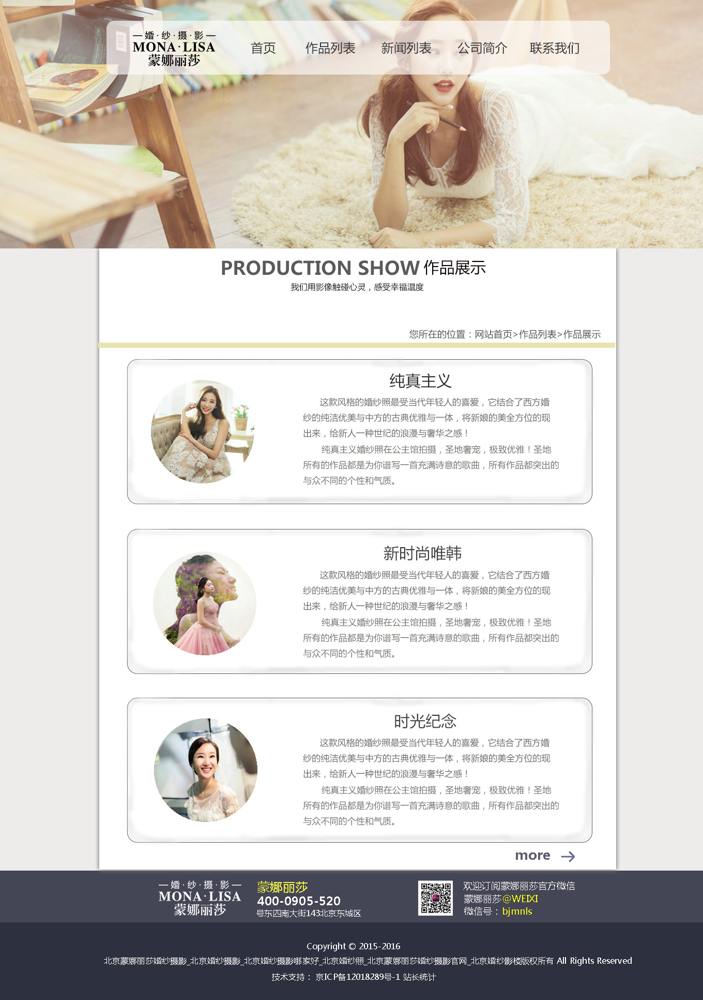 婚·纱·摄·影
MONA·LISA
蒙娜丽莎
首页 作品列表 新闻列表 公司简介 联系我们
PRODUCTION SHOW 作品展示
我们用影像触碰心灵，感受幸福温度
您所在的位置：网站首页>作品列表>作品展示
纯真主义
这款风格的婚纱照最受当代年轻人的喜爱，它结合了西方婚
纱的纯洁优美与中方的古典优雅与一体，将新娘的美全方位的现
出来，给新人一种世纪的浪漫与奢华之感！
纯真主义婚纱照在公主馆拍摄，圣地奢宠，极致优雅！圣地
所有的作品都是为你谱写一首充满诗意的歌曲，所有作品都突出的
与众不同的个性和气质。
新时尚唯韩
这款风格的婚纱照最受当代年轻人的喜爱，它结合了西方婚
纱的纯洁优美与中方的古典优雅与一体，将新娘的美全方位的现
出来，给新人一种世纪的浪漫与奢华之感！
纯真主义婚纱照在公主馆拍摄，圣地奢宠，极致优雅！圣地
所有的作品都是为你谱写一首充满诗意的歌曲，所有作品都突出的
与众不同的个性和气质。
时光纪念
这款风格的婚纱照最受当代年轻人的喜爱，它结合了西方婚
纱的纯洁优美与中方的古典优雅与一体，将新娘的美全方位的现
出来，给新人一种世纪的浪漫与奢华之感！
纯真主义婚纱照在公主馆拍摄，圣地奢宠，极致优雅！圣地
所有的作品都是为你谱写一首充满诗意的歌曲，所有作品都突出的
与众不同的个性和气质。
more
婚·纱·摄·影
MONA·LISA
蒙娜丽莎
蒙娜丽莎
400-0905-520
号东四南大街143北京东城区
欢迎订阅蒙娜丽莎官方微信
蒙娜丽莎@WEIXI
微信号：bjmnls
Copyright © 2015-2016
北京蒙娜丽莎婚纱摄影_北京婚纱摄影_北京婚纱摄影哪家好_北京婚纱照_北京蒙娜丽莎婚纱摄影官网_北京婚纱影楼版权所有 All Rights Reserved
技术支持： 京ICP备12018289号-1 站长统计